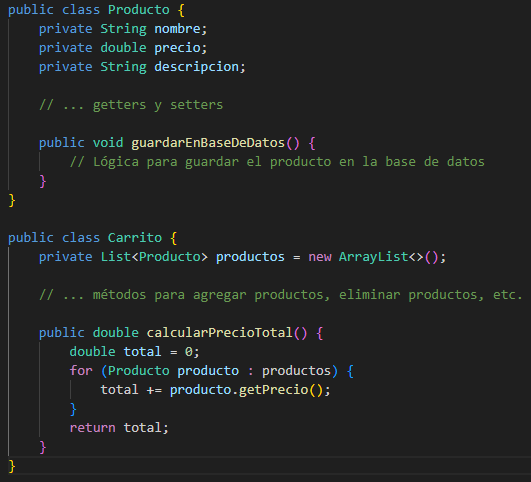 public class Producto {
    private String nombre;
    private double precio;
    private String descripcion;
    // ... getters y setters
    public void guardarEnBaseDeDatos() {
        // Lógica para guardar el producto en la base de datos
    }
}
public class Carrito {
    private List<Producto> productos = new ArrayList<>();
    // ... métodos para agregar productos, eliminar productos, etc.
    public double calcularPrecioTotal() {
        double total = 0;
        for (Producto producto : productos) {
            total += producto.getPrecio();
        }
        return total;
    }
}